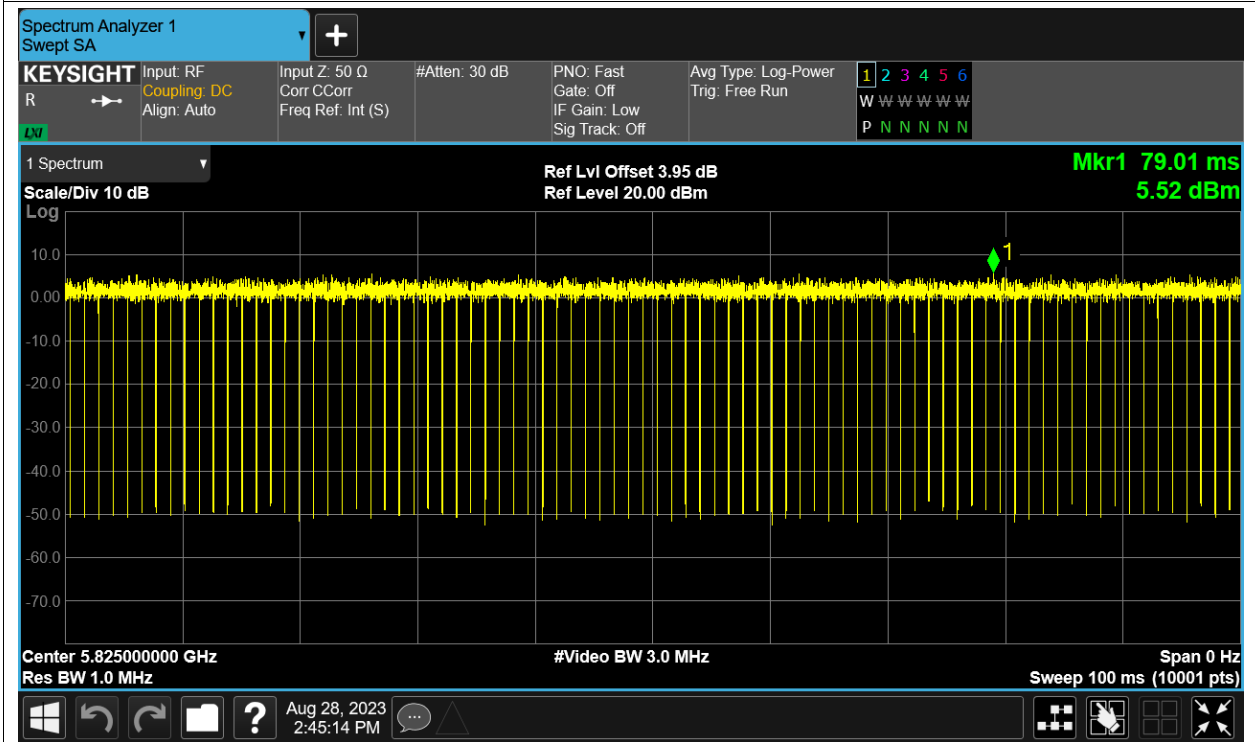 Spectrum Analyzer 1
Swept SA
KEYSIGHT
R
LXI
Input: RF
Coupling: DC
Align: Auto
Input Z: 50 Ω
Corr CCorr
Freq Ref: Int (S)
#Atten: 30 dB
PNO: Fast
Gate: Off
IF Gain: Low
Sig Track: Off
Avg Type: Log-Power
Trig: Free Run
1 2 3 4 5 6
W W W W W W
P N N N N N
1 Spectrum
Scale/Div 10 dB
Log
Ref Lvl Offset 3.95 dB
Ref Level 20.00 dBm
Mkr1 79.01 ms
5.52 dBm
1
10.0
0.00
-10.0
-20.0
-30.0
-40.0
-50.0
-60.0
-70.0
Center 5.825000000 GHz
#Video BW 3.0 MHz
Span 0 Hz
Res BW 1.0 MHz
Sweep 100 ms (10001 pts)
?
Aug 28, 2023
2:45:14 PM